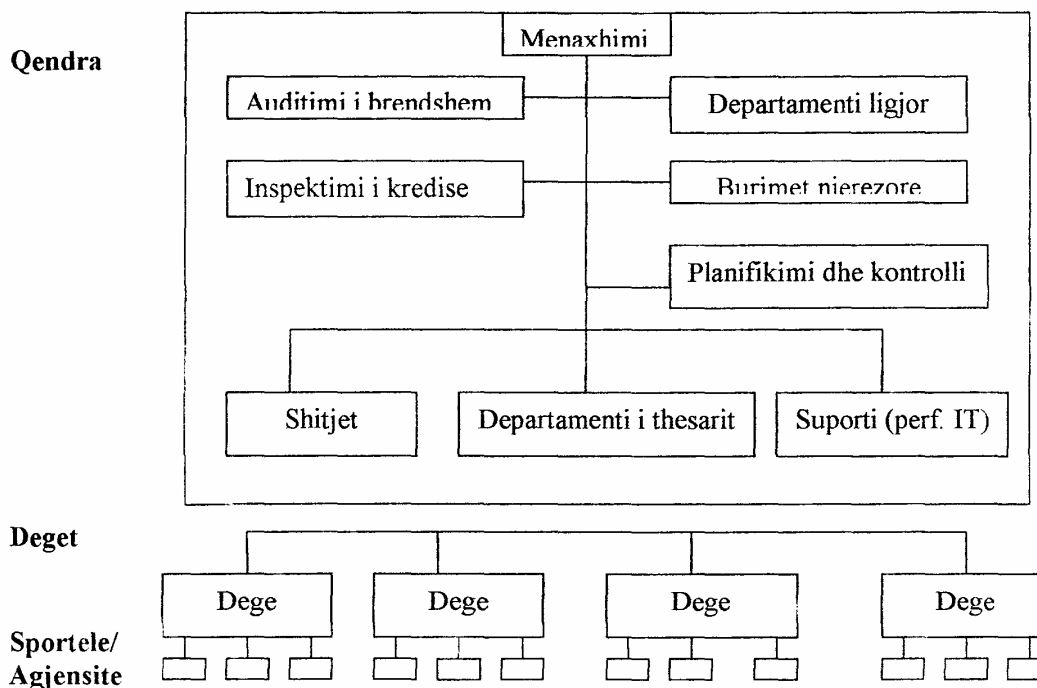 Menaxhimi
Qendra
Auditimi i brendshem
Departamenti ligjor
Inspektimi i kredise
Burimet njerezore
Planifikimi dhe kontrolli
Shitjet
Departamenti i thesarit
Suporti (perf. IT)
Deget
Dege
Dege
Dege
Dege
Sportele/
Agjensite